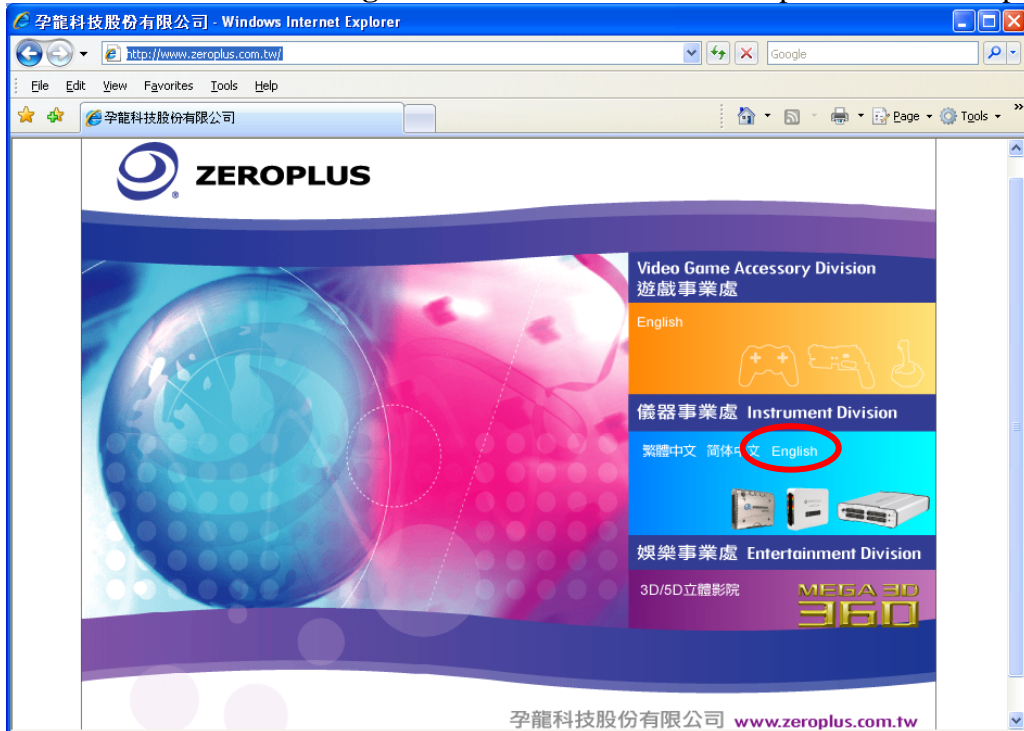 孕龍科技股份有限公司 - Windows Internet Explorer
http://www.zeroplus.com.tw/
Google
File Edit View Favorites Tools Help
孕龍科技股份有限公司
Page Tools
ZEROPLUS
Video Game Accessory Division
遊戲事業處
English
儀器事業處 Instrument Division
繁體中文 简体中文 English
娛樂事業處 Entertainment Division
3D/5D立體影院
MEGA 3D
360
孕龍科技股份有限公司 www.zeroplus.com.tw